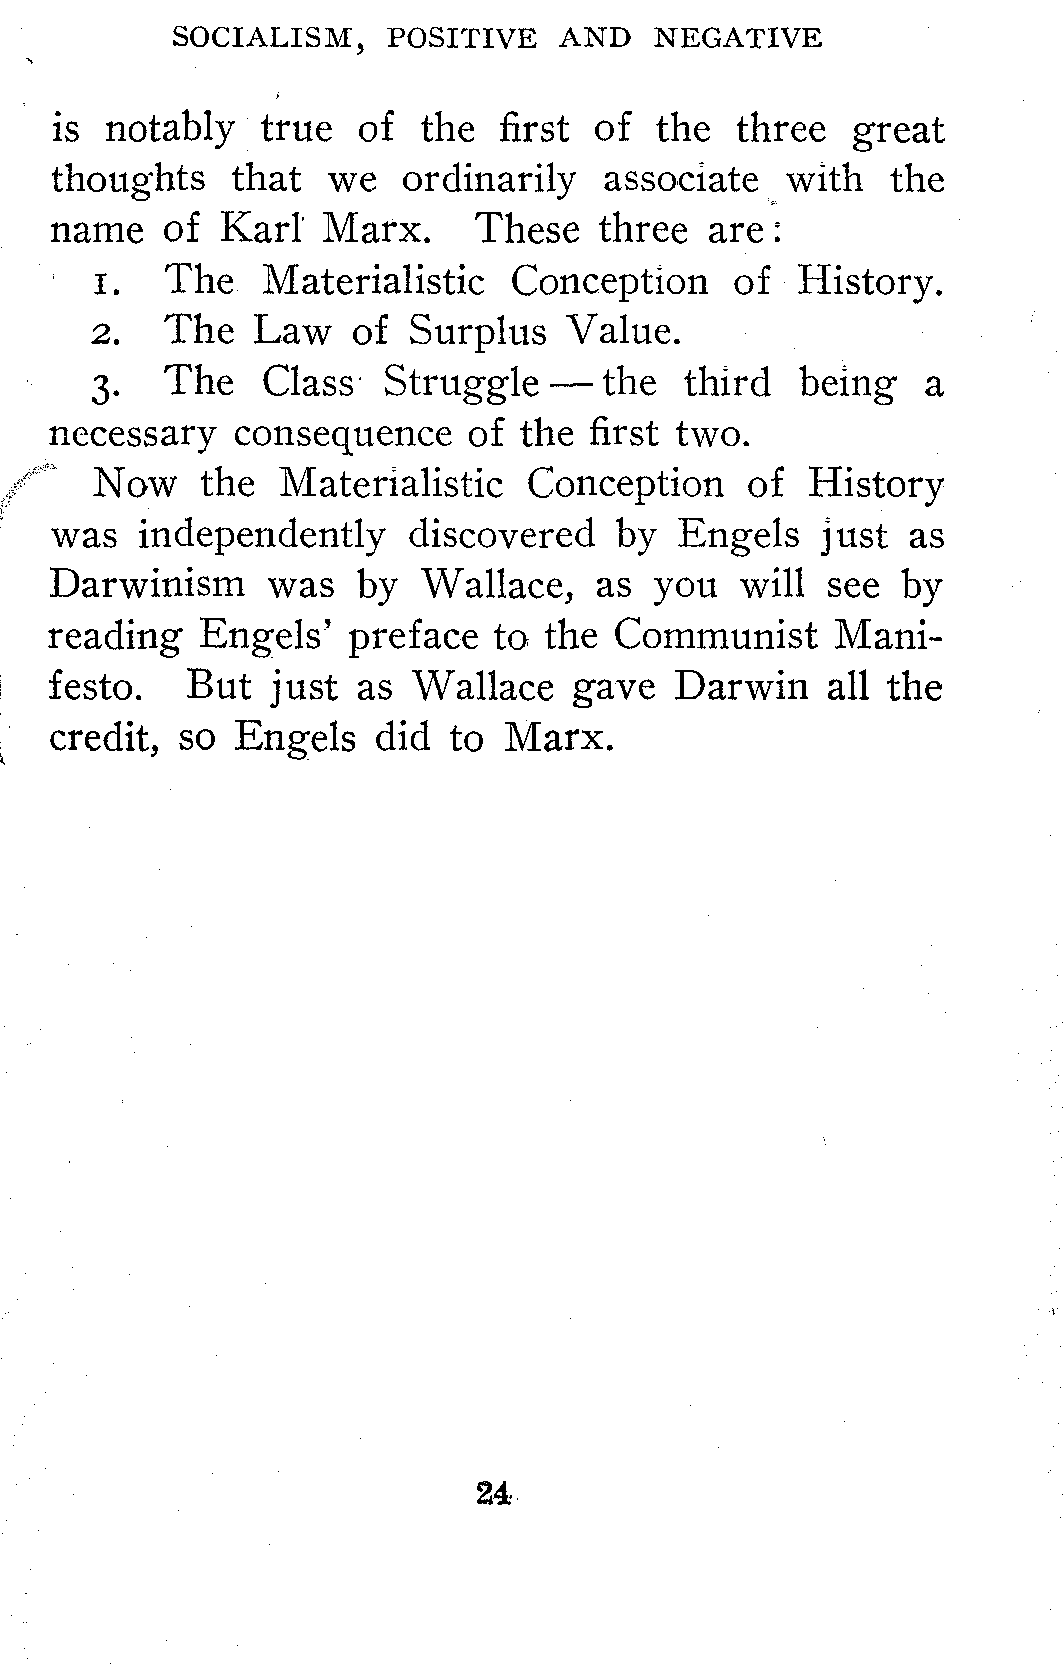 SOCIALISM, POSITIVE AND NEGATIVE
is notably true of the first of the three great
thoughts that we ordinarily associate with the
name of Karl Marx. These three are:
1. The Materialistic Conception of History.
2. The Law of Surplus Value.
3. The Class Struggle — the third being a
necessary consequence of the first two.
Now the Materialistic Conception of History
was independently discovered by Engels just as
Darwinism was by Wallace, as you will see by
reading Engels' preface to the Communist Mani-
festo. But just as Wallace gave Darwin all the
credit, so Engels did to Marx.
24